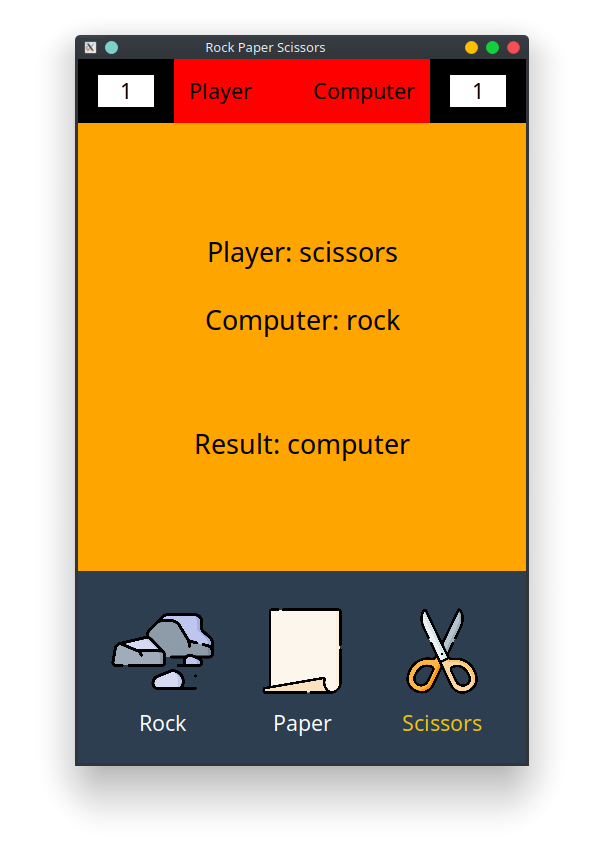 Rock Paper Scissors
1 Player Computer 1
Player: scissors
Computer: rock
Result: computer
Rock Paper Scissors